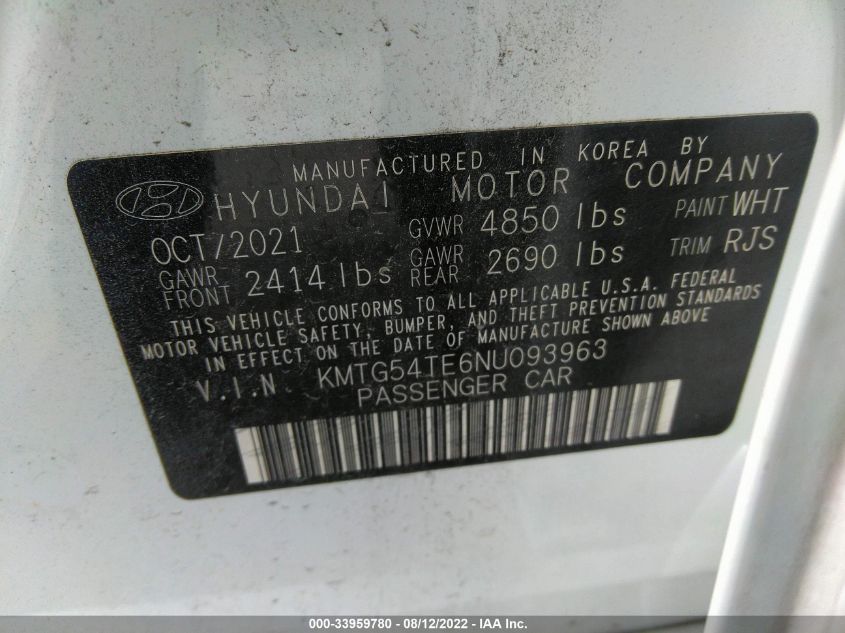 MANUFACTURED IN KOREA BY
HYUNDAI MOTOR COMPANY
OCT/2021 GVWR 4850 lbs PAINT WHT
GAWR FRONT 2414 lbs GAWR REAR 2690 lbs TRIM RJS
THIS VEHICLE CONFORMS TO ALL APPLICABLE U.S.A. FEDERAL
MOTOR VEHICLE SAFETY, BUMPER, AND THEFT PREVENTION STANDARDS
IN EFFECT ON THE DATE OF MANUFACTURE SHOWN ABOVE
V.I.N. KMTG54TE6NU093963
PASSENGER CAR
000-33959780 - 08/12/2022 - IAA Inc.